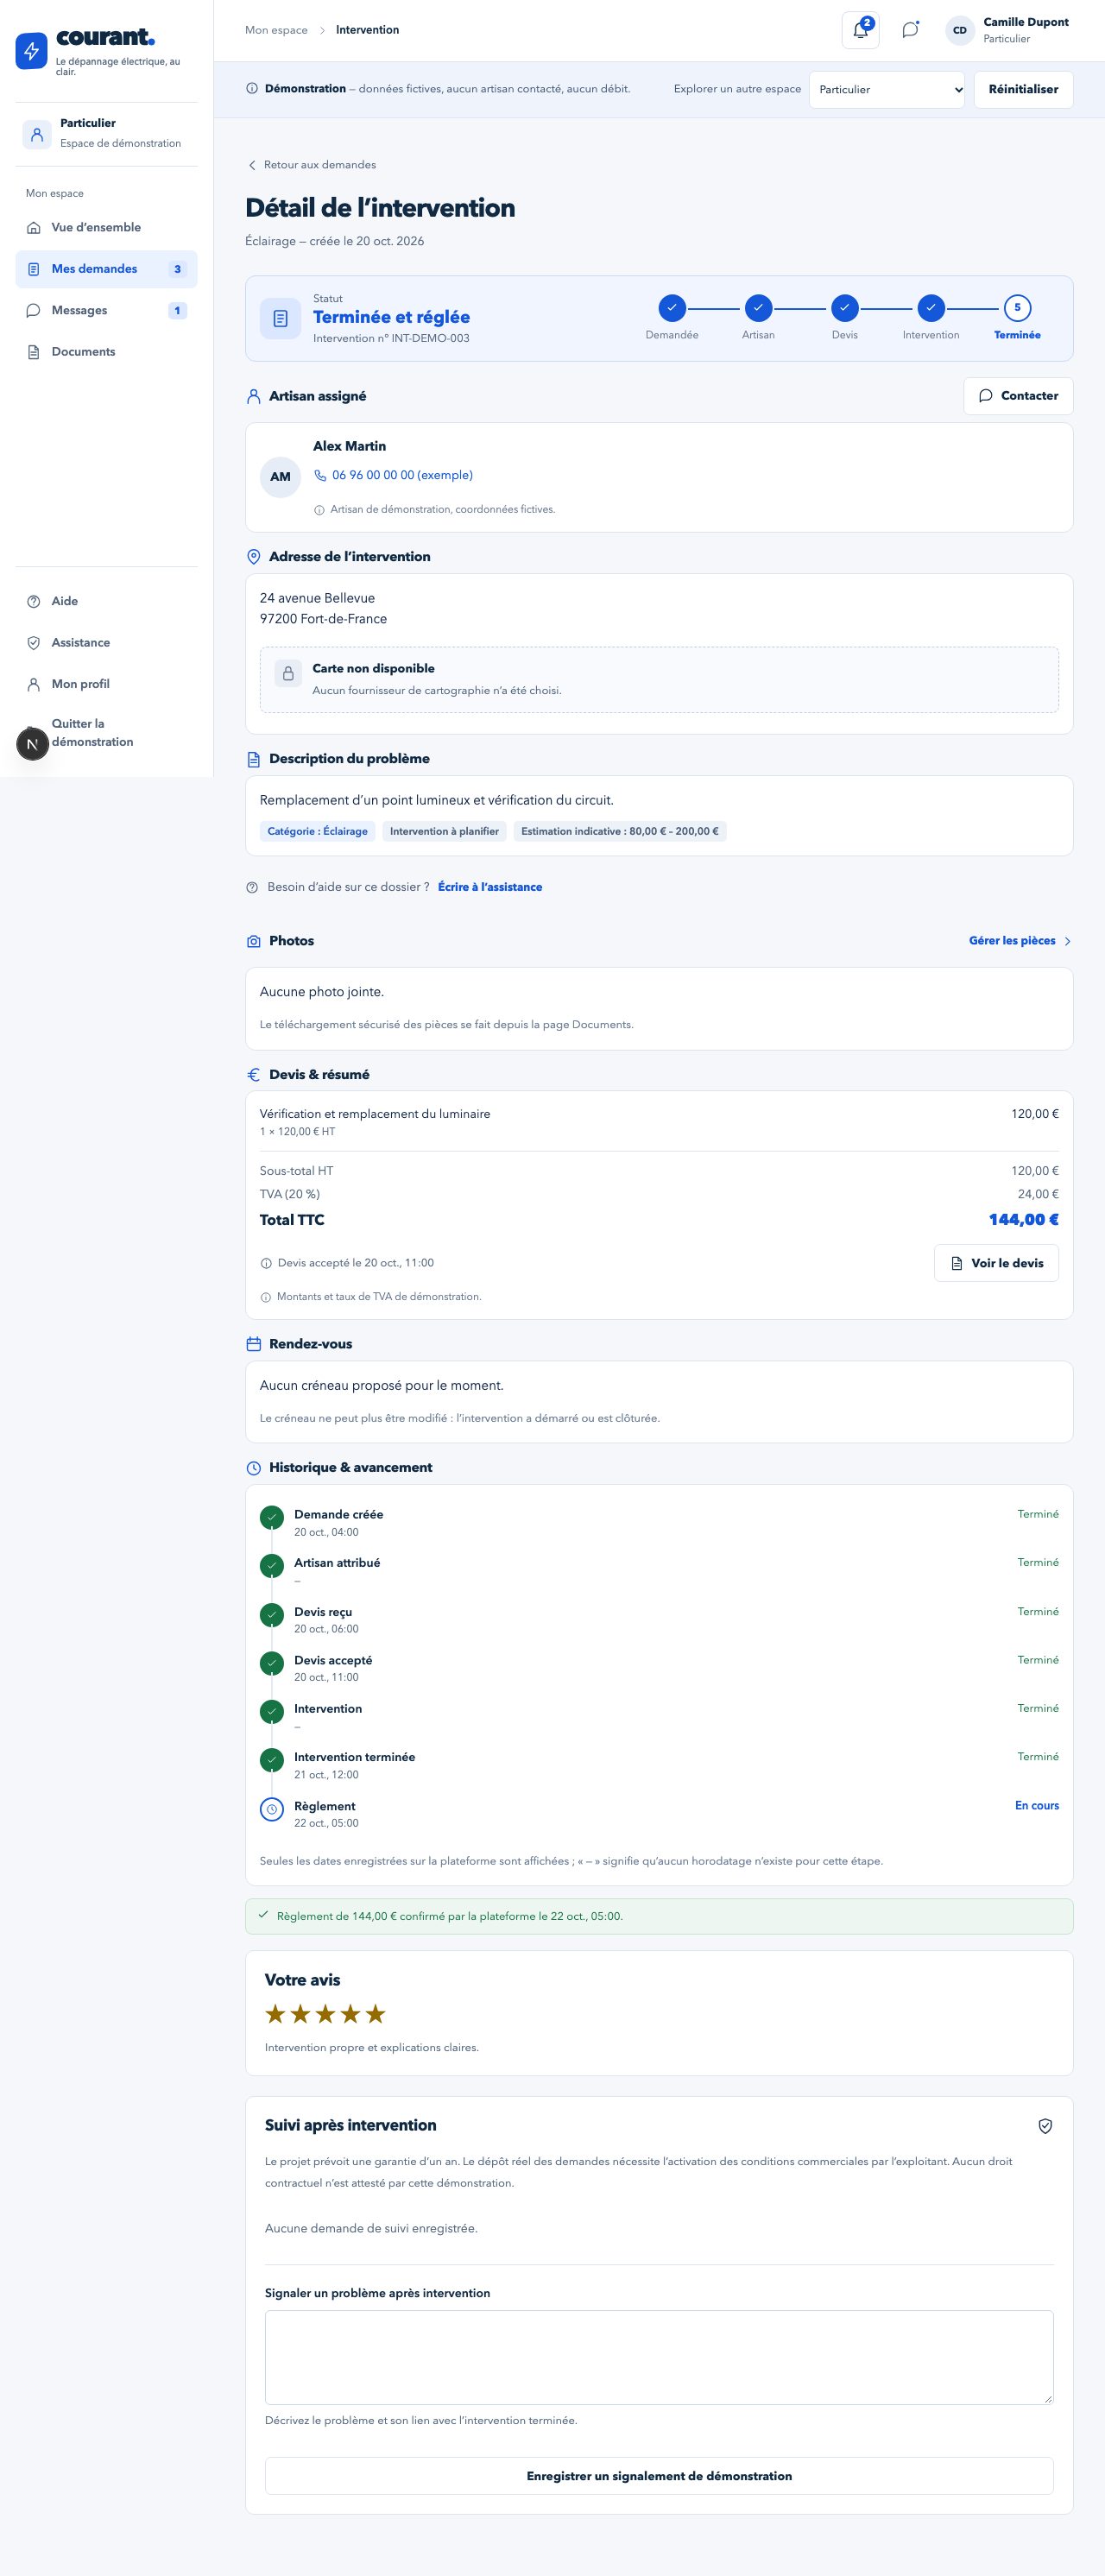 courant.
Le dépannage électrique, au
clair.
Particulier
Espace de démonstration
Mon espace
Vue d’ensemble
Mes demandes 3
Messages 1
Documents
Aide
Assistance
Mon profil
Quitter la
démonstration
N
Mon espace > Intervention
2
CD
Camille Dupont
Particulier
Démonstration – données fictives, aucun artisan contacté, aucun débit.
Explorer un autre espace
Particulier
Réinitialiser
Retour aux demandes
Détail de l’intervention
Éclairage – créée le 20 oct. 2026
Statut
Terminée et réglée
Intervention n° INT-DEMO-003
5
Demandée Artisan Devis Intervention Terminée
Artisan assigné
Contacter
AM
Alex Martin
06 96 00 00 00 (exemple)
Artisan de démonstration, coordonnées fictives.
Adresse de l’intervention
24 avenue Bellevue
97200 Fort-de-France
Carte non disponible
Aucun fournisseur de cartographie n’a été choisi.
Description du problème
Remplacement d’un point lumineux et vérification du circuit.
Catégorie : Éclairage Intervention à planifier Estimation indicative : 80,00 € – 200,00 €
Besoin d’aide sur ce dossier ? Écrire à l’assistance
Photos
Gérer les pièces
Aucune photo jointe.
Le téléchargement sécurisé des pièces se fait depuis la page Documents.
Devis & résumé
Vérification et remplacement du luminaire 120,00 €
1 × 120,00 € HT
Sous-total HT 120,00 €
TVA (20 %) 24,00 €
Total TTC 144,00 €
Devis accepté le 20 oct., 11:00
Voir le devis
Montants et taux de TVA de démonstration.
Rendez-vous
Aucun créneau proposé pour le moment.
Le créneau ne peut plus être modifié : l’intervention a démarré ou est clôturée.
Historique & avancement
Demande créée Terminé
20 oct., 04:00
Artisan attribué Terminé
–
Devis reçu Terminé
20 oct., 06:00
Devis accepté Terminé
20 oct., 11:00
Intervention Terminé
–
Intervention terminée Terminé
21 oct., 12:00
Règlement En cours
22 oct., 05:00
Seules les dates enregistrées sur la plateforme sont affichées ; « – » signifie qu’aucun horodatage n’existe pour cette étape.
Règlement de 144,00 € confirmé par la plateforme le 22 oct., 05:00.
Votre avis
★★★★★
Intervention propre et explications claires.
Suivi après intervention
Le projet prévoit une garantie d’un an. Le dépôt réel des demandes nécessite l’activation des conditions commerciales par l’exploitant. Aucun droit
contractuel n’est attesté par cette démonstration.
Aucune demande de suivi enregistrée.
Signaler un problème après intervention
Décrivez le problème et son lien avec l’intervention terminée.
Enregistrer un signalement de démonstration